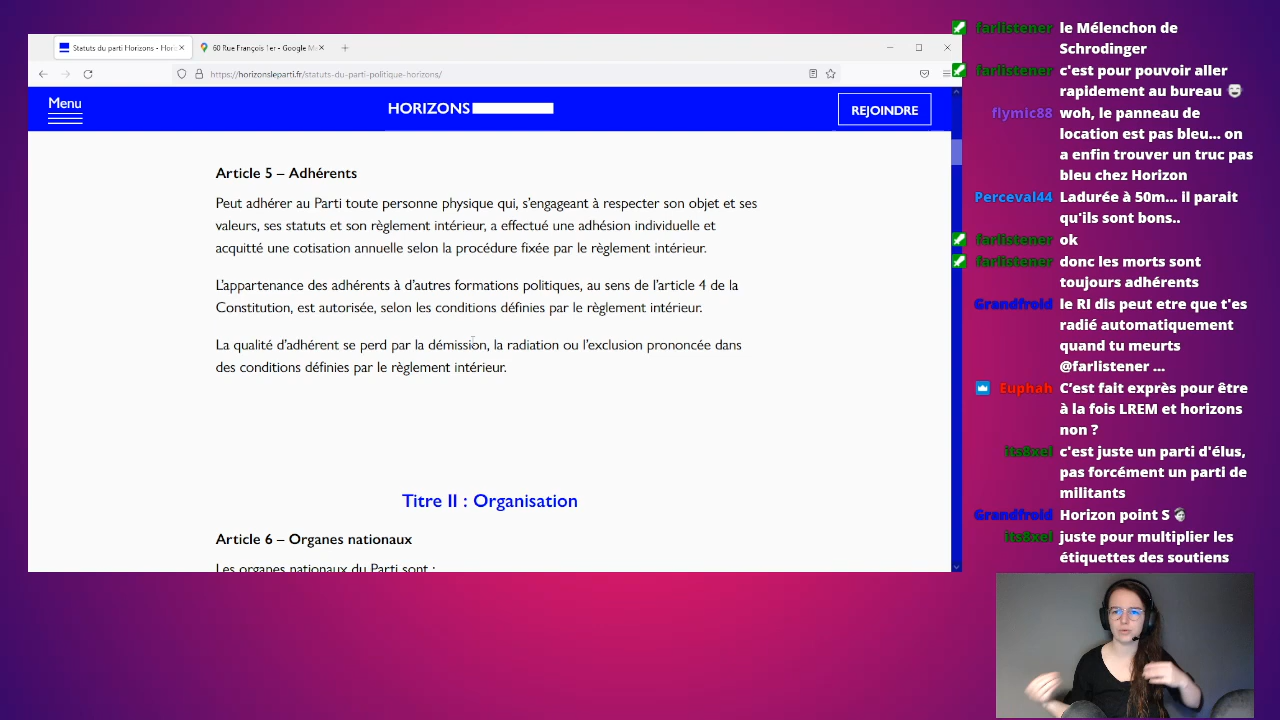 Statuts du parti Horizons - Hori
60 Rue François 1er - Google M
https://horizonsleparti.fr/statuts-du-parti-politique-horizons/
Menu
HORIZONS
REJOINDRE
Article 5 – Adhérents
Peut adhérer au Parti toute personne physique qui, s'engageant à respecter son objet et ses
valeurs, ses statuts et son règlement intérieur, a effectué une adhésion individuelle et
acquitté une cotisation annuelle selon la procédure fixée par le règlement intérieur.
L'appartenance des adhérents à d'autres formations politiques, au sens de l'article 4 de la
Constitution, est autorisée, selon les conditions définies par le règlement intérieur.
La qualité d'adhérent se perd par la démission, la radiation ou l'exclusion prononcée dans
des conditions définies par le règlement intérieur.
Titre II : Organisation
Article 6 – Organes nationaux
Les organes nationaux du Parti sont :
farlistener le Mélenchon de
Schrodinger
farlistener c'est pour pouvoir aller
rapidement au bureau
flymic88 woh, le panneau de
location est pas bleu... on
a enfin trouver un truc pas
bleu chez Horizon
Perceval44 Ladurée à 50m... il parait
qu'ils sont bons..
farlistener ok
farlistener donc les morts sont
toujours adhérents
Grandfroid le RI dis peut etre que t'es
radié automatiquement
quand tu meurts
@farlistener ...
Euphah C'est fait exprès pour être
à la fois LREM et horizons
non ?
its8xel c'est juste un parti d'élus,
pas forcément un parti de
militants
Grandfroid Horizon point S
its8xel juste pour multiplier les
étiquettes des soutiens